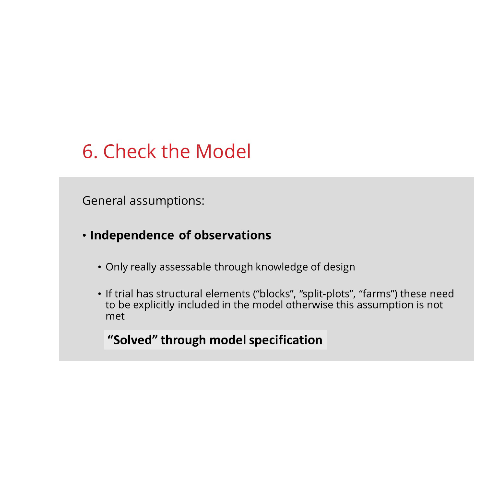 6. Check the Model
General assumptions:
• Independence of observations
• Only really assessable through knowledge of design
• If trial has structural elements (“blocks”, “split-plots”, “farms”) these need
to be explicitly included in the model otherwise this assumption is not
met
“Solved” through model specification